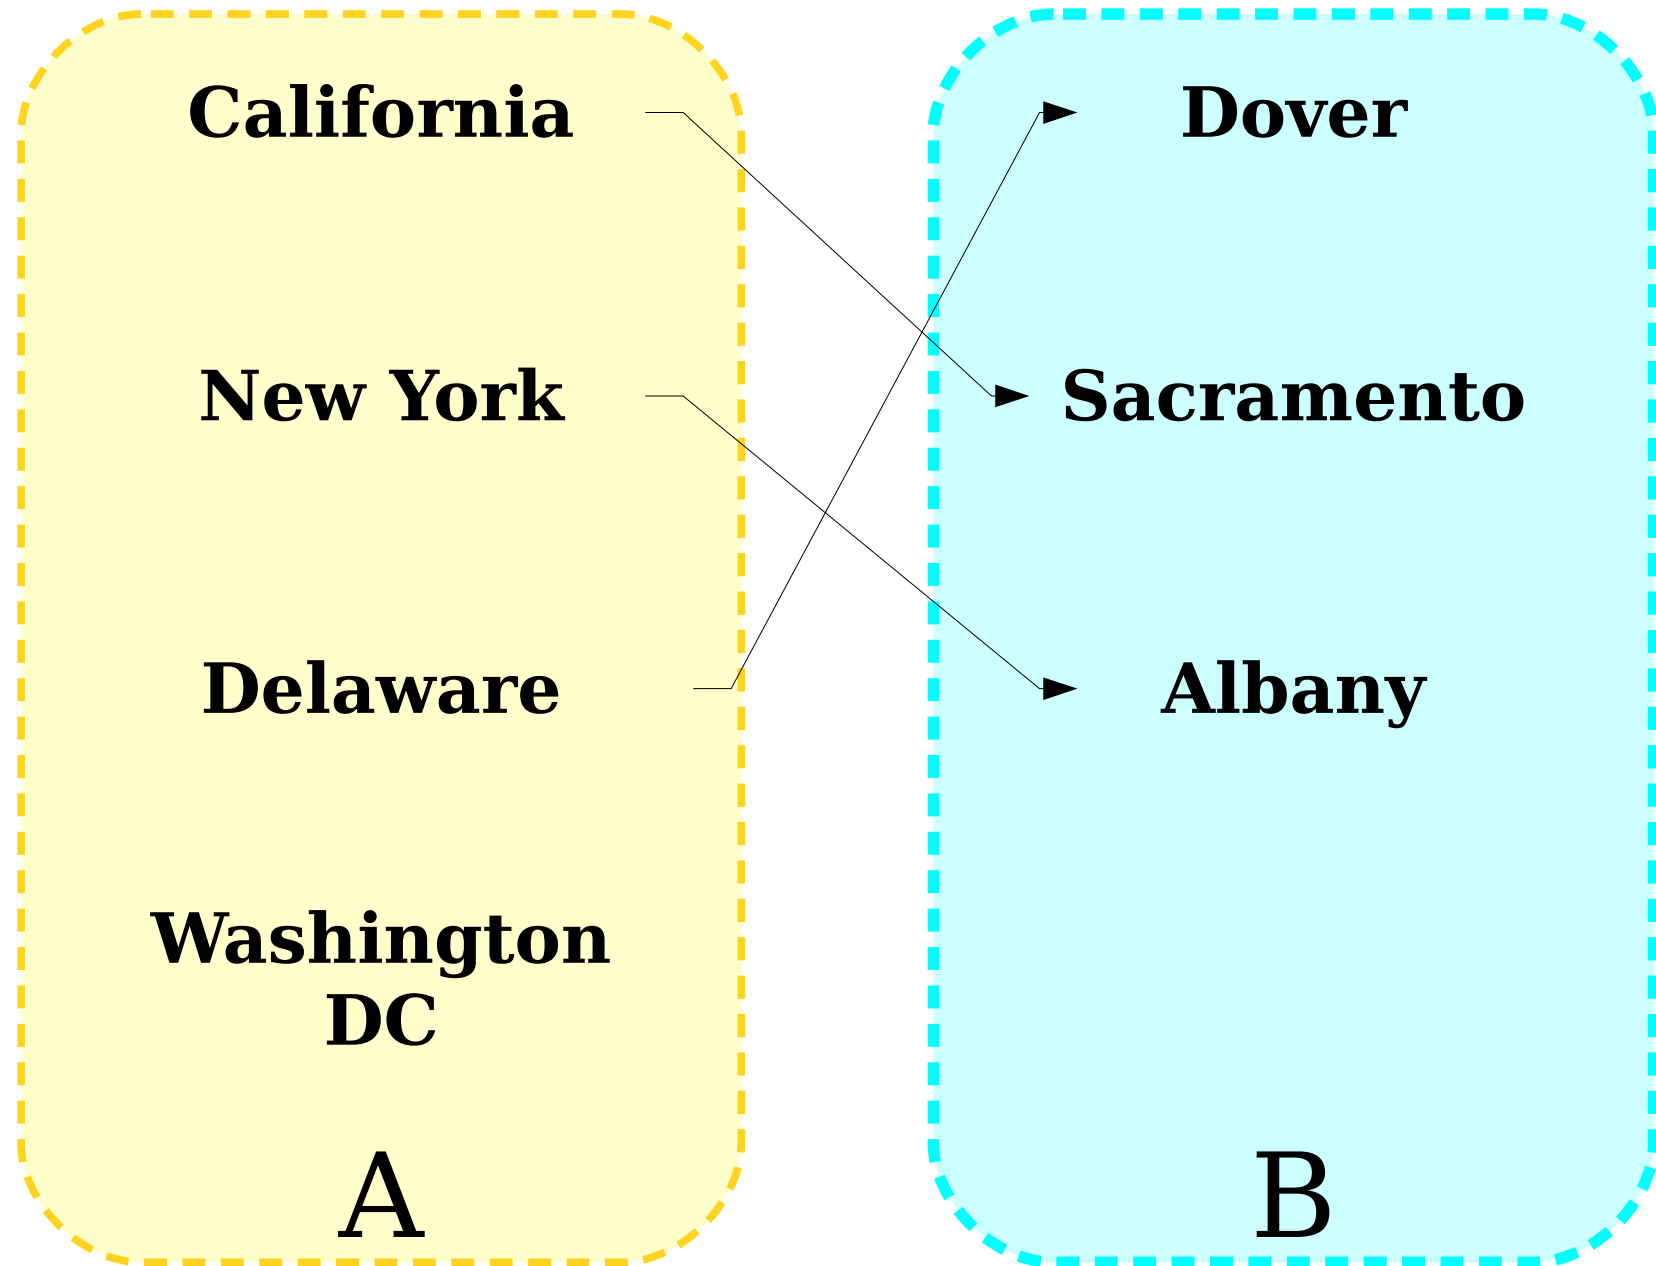 California
New York
Delaware
Washington
DC
A
Dover
Sacramento
Albany
B